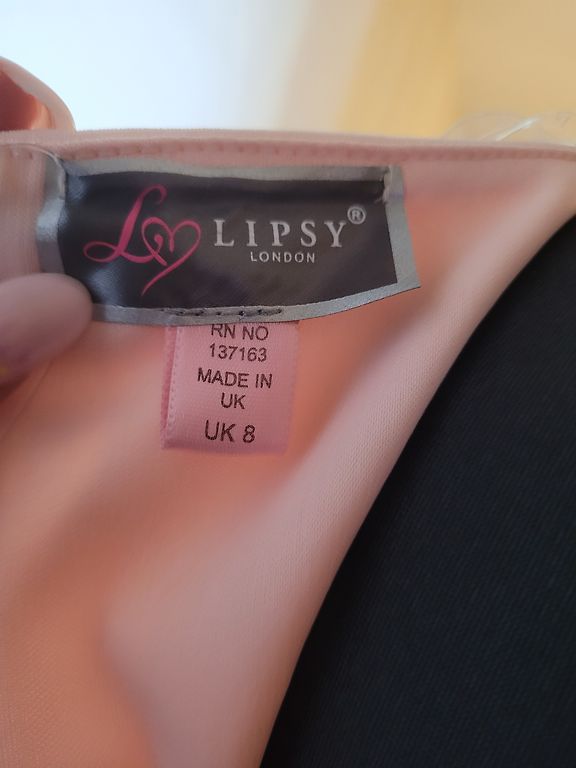 L
LIPSY®
LONDON
RN NO
137163
MADE IN
UK
UK 8